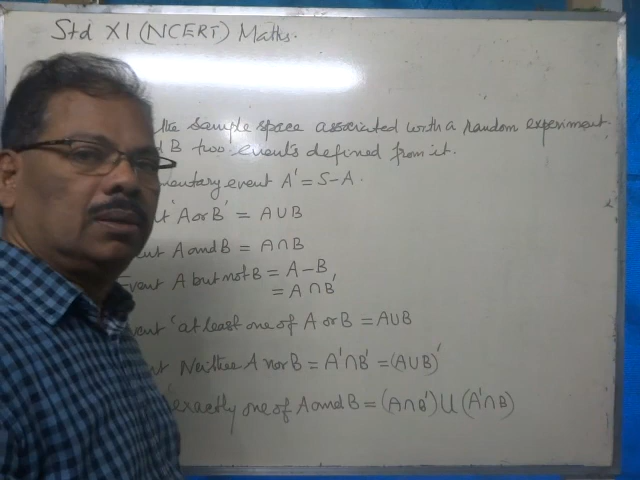 Std XI (NCERT) Maths.
the sample space associated with a random experiment.
B two events defined from it.
mentary event A' = S-A.
'A or B' = A∪B
A and B = A∩B
Event A but not B = A-B
= A∩B'
'at least one of A or B = A∪B
Neither A nor B = A'∩B' = (A∪B)'
'exactly one of A and B = (A∩B') ∪ (A'∩B)